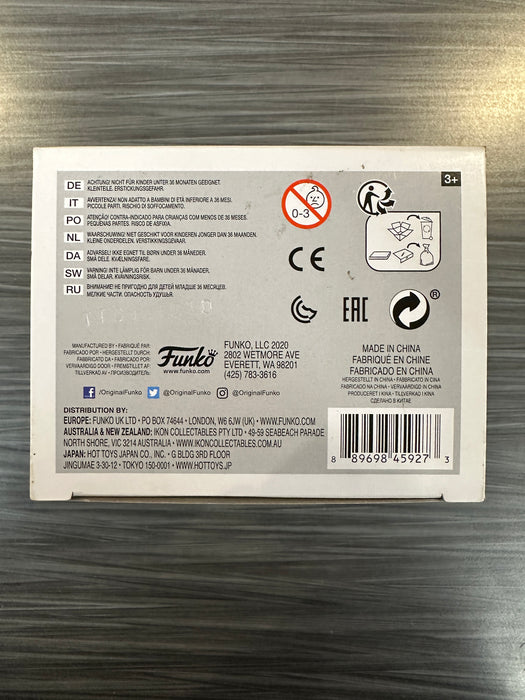 DE ACHTUNG! NICHT FÜR KINDER UNTER 36 MONATEN GEEIGNET.
KLEINTEILE. ERSTICKUNGSGEFAHR.
IT AVVERTENZA! NON ADATTO A BAMBINI DI ETÀ INFERIORE A 36 MESI.
PICCOLE PARTI. RISCHIO DI SOFFOCAMENTO.
PO ATENÇÃO! CONTRA-INDICADO PARA CRIANÇAS COM MENOS DE 36 MESES.
PEQUENAS PARTES. RISCO DE ASFIXIA.
NL WAARSCHUWING! NIET GESCHIKT VOOR KINDEREN JONGER DAN 36 MAANDEN.
KLEINE ONDERDELEN. VERSTIKKINGSGEVAAR.
DA ADVARSEL! IKKE EGNET TIL BØRN UNDER 36 MÅNEDER.
SMÅ DELE. KVÆLNINGSFARE.
SW VARNING! INTE LÄMPLIG FÖR BARN UNDER 36 MÅNADER.
SMÅ DELAR. KVÄVNINGSRISK.
RU ВНИМАНИЕ! НЕ ПРИГОДНО ДЛЯ ДЕТЕЙ МЛАДШЕ 36 МЕСЯЦЕВ.
МЕЛКИЕ ЧАСТИ. ОПАСНОСТЬ УДУШЬЯ.
0-3
3+
CE
EAC
®
MANUFACTURED BY • FABRIQUÉ PAR:
FABRICADO POR • HERGESTELLT DURCH:
FABRICATO DA • FABRICADO POR:
VERVAARDIGD DOOR • FREMSTILLET AF:
TILLVERKAD AV • ПРОИЗВОДИТЕЛЬ:
Funko
www.funko.com
FUNKO, LLC 2020
2802 WETMORE AVE
EVERETT, WA 98201
(425) 783-3616
MADE IN CHINA
FABRIQUÉ EN CHINE
HERGESTELLT IN CHINA • FABRICATO IN CINA
FABRICADO NA CHINA • VERVAARDIGD IN CHINA
PRODUCERET I KINA • TILLVERKAD I KINA
СДЕЛАНО В КИТАЕ
FABRICADO EN CHINA
/OriginalFunko @OriginalFunko @OriginalFunko
DISTRIBUTION BY:
EUROPE: FUNKO UK LTD • PO BOX 74644 • LONDON, W6 6JW (UK) • WWW.FUNKO.COM
AUSTRALIA & NEW ZEALAND: IKON COLLECTABLES PTY LTD • 49-59 SEABEACH PARADE
NORTH SHORE, VIC 3214 AUSTRALIA • WWW.IKONCOLLECTABLES.COM.AU
JAPAN: HOT TOYS JAPAN CO., INC. • G BLDG 3RD FLOOR
JINGUMAE 3-30-12 • TOKYO 150-0001 • WWW.HOTTOYS.JP
8 89698 45927 3